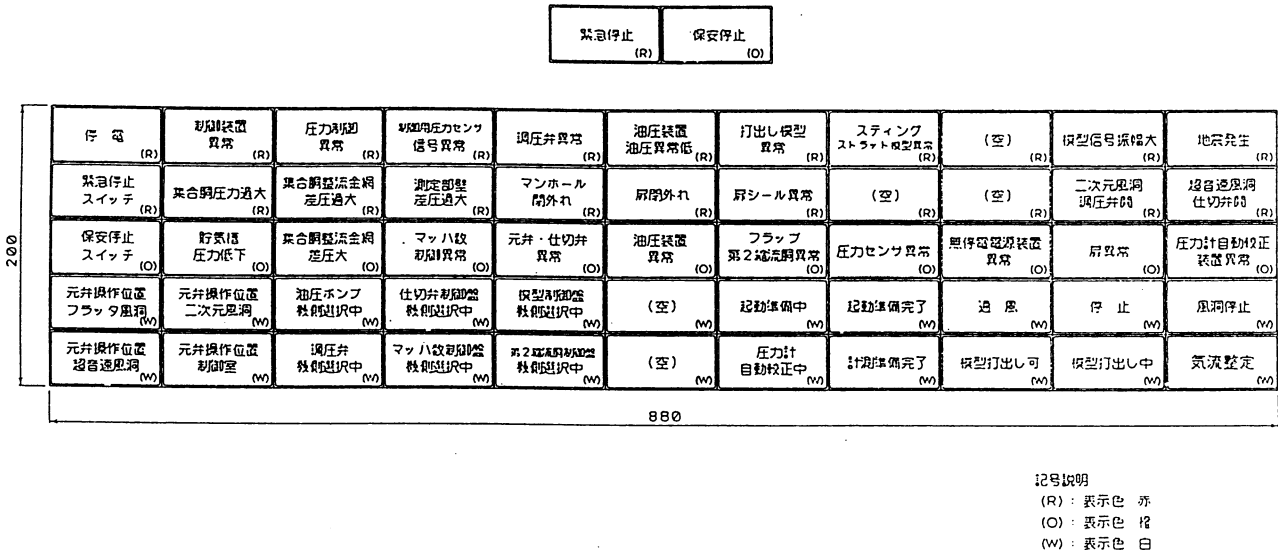 緊急停止
(R)
保安停止
(O)
停電
(R)
制御装置
異常
(R)
圧力制御
異常
(R)
制御用圧力センサ
信号異常
(R)
調圧弁異常
(R)
油圧装置
油圧異常低
(R)
打出し模型
異常
(R)
スティング
ストラット模型異常
(R)
(空)
(R)
模型信号振幅大
(R)
地震発生
(R)
緊急停止
スイッチ
(R)
集合胴圧力過大
(R)
集合胴整流金網
差圧過大
(R)
測定部壁
差圧過大
(R)
マンホール
閉外れ
(R)
扉閉外れ
(R)
扉シール異常
(R)
(空)
(R)
(空)
(R)
二次元風洞
調圧弁開
(R)
超音速風洞
仕切弁開
(R)
保安停止
スイッチ
(O)
貯気槽
圧力低下
(O)
集合胴整流金網
差圧大
(O)
マッハ数
制御異常
(O)
元弁・仕切弁
異常
(O)
油圧装置
異常
(O)
フラップ
第2縮流胴異常
(O)
圧力センサ異常
(O)
無停電電源装置
異常
(O)
扉異常
(O)
圧力計自動校正
装置異常
(O)
元弁操作位置
フラッタ風洞
(W)
元弁操作位置
二次元風洞
(W)
油圧ポンプ
機側選択中
(W)
仕切弁制御盤
機側選択中
(W)
模型制御盤
機側選択中
(W)
(空)
(W)
起動準備中
(W)
起動準備完了
(W)
通風
(W)
停止
(W)
風洞停止
(W)
元弁操作位置
超音速風洞
(W)
元弁操作位置
制御室
(W)
調圧弁
機側選択中
(W)
マッハ数制御盤
機側選択中
(W)
第2縮流胴制御盤
機側選択中
(W)
(空)
(W)
圧力計
自動校正中
(W)
計測準備完了
(W)
模型打出し可
(W)
模型打出し中
(W)
気流整定
(W)
200
880
記号説明
(R) : 表示色 赤
(O) : 表示色 橙
(W) : 表示色 白